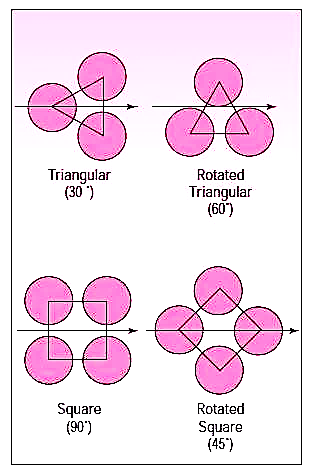 Triangular
(30°)
Rotated
Triangular
(60°)
Square
(90°)
Rotated
Square
(45°)